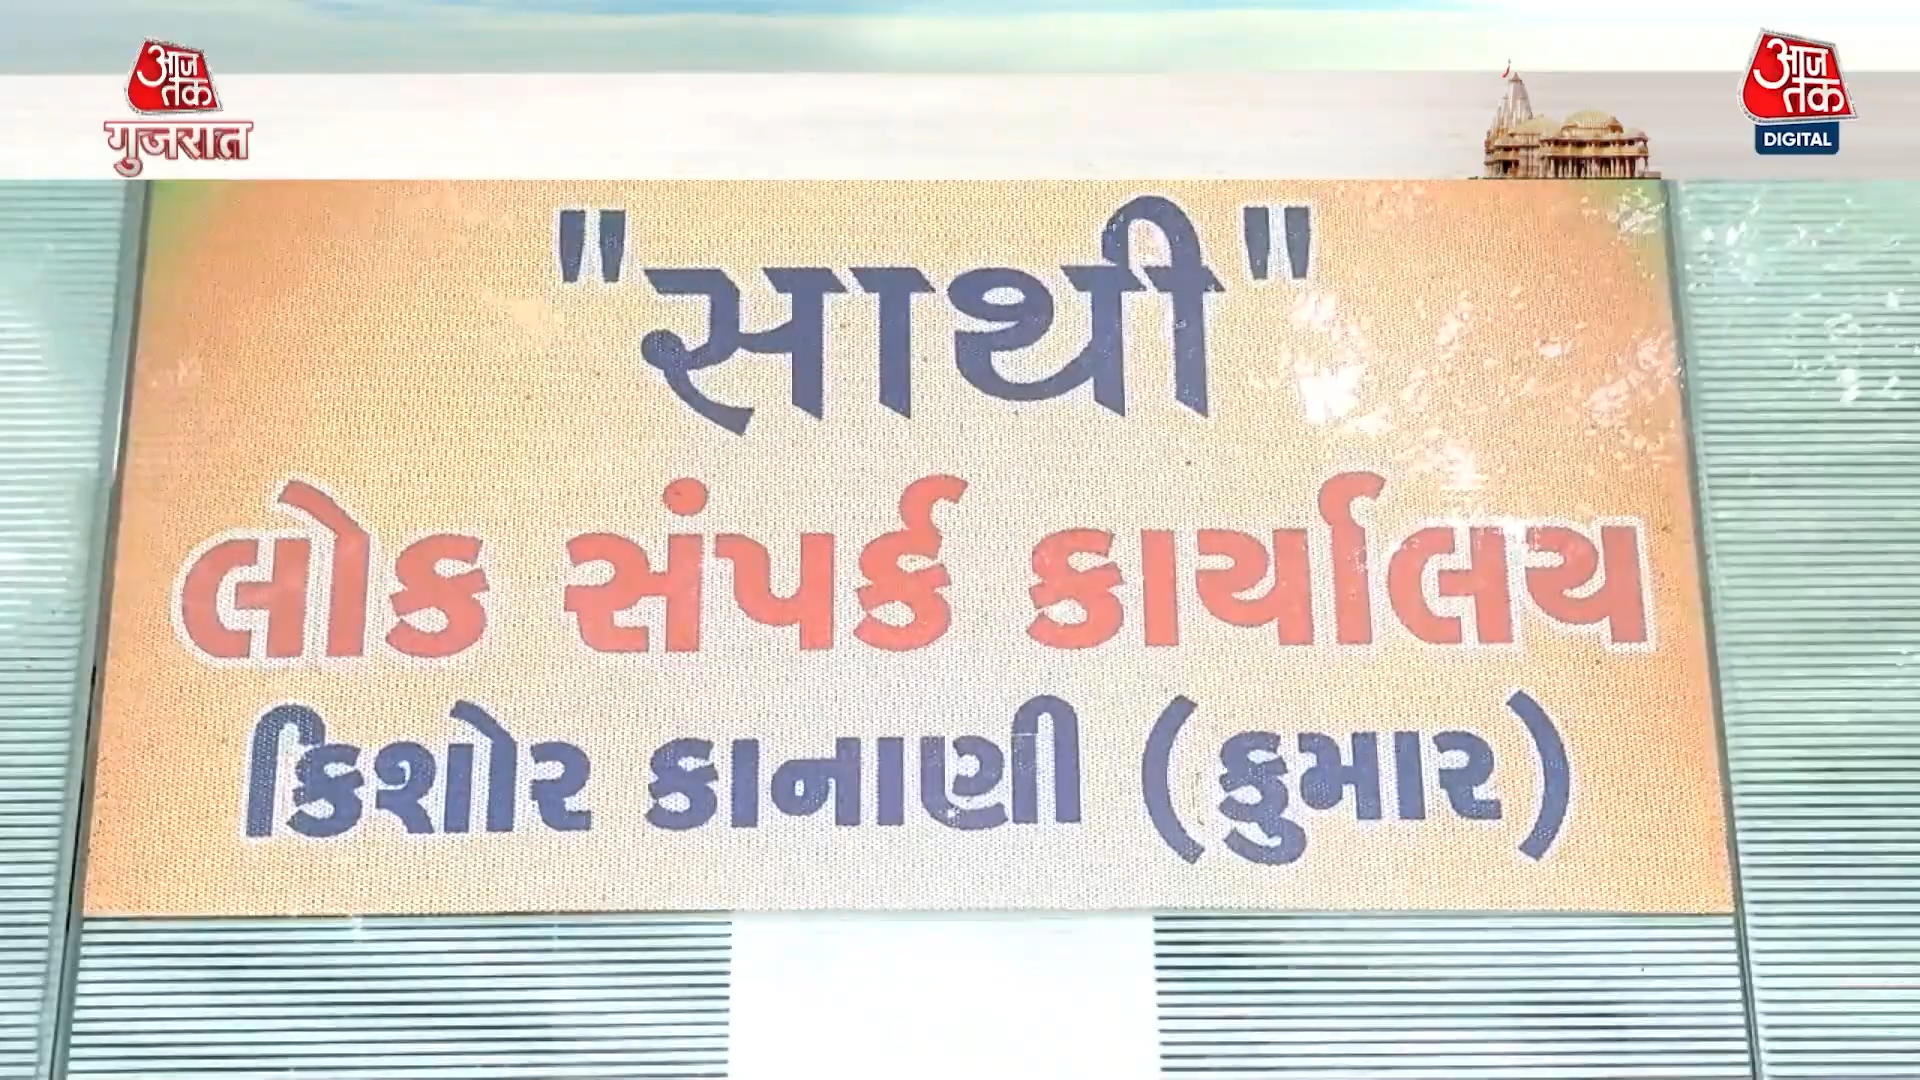 आज तक
गुजरात
आज तक
DIGITAL
"સાથી"
લોક સંપર્ક કાર્યાલય
કિશોર કાનાણી (કુમાર)